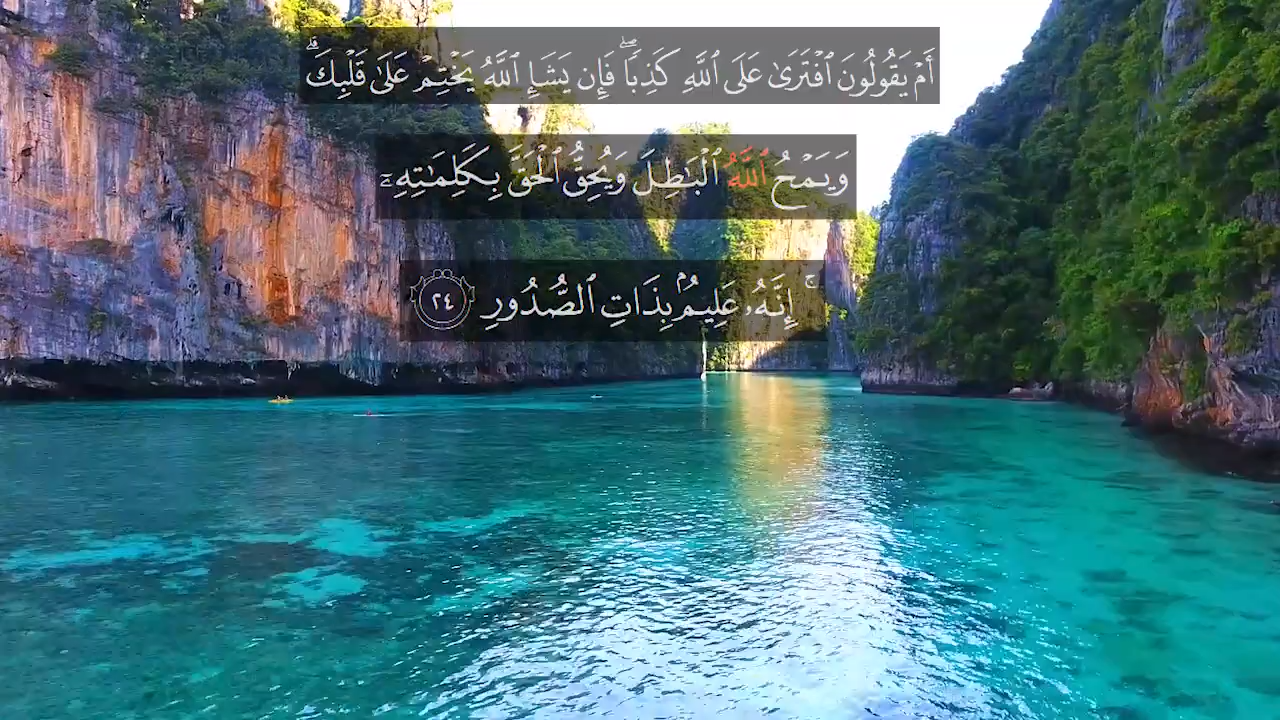 أَمۡ يَقُولُونَ ٱفۡتَرَىٰ عَلَى ٱللَّهِ كَذِبٗاۖ فَإِن يَشَإِ ٱللَّهُ يَخۡتِمۡ عَلَىٰ قَلۡبِكَۗ
وَيَمۡحُ ٱللَّهُ ٱلۡبَٰطِلَ وَيُحِقُّ ٱلۡحَقَّ بِكَلِمَٰتِهِۦٓ
ۚ إِنَّهُۥ عَلِيمُۢ بِذَاتِ ٱلصُّدُورِ ٢٤